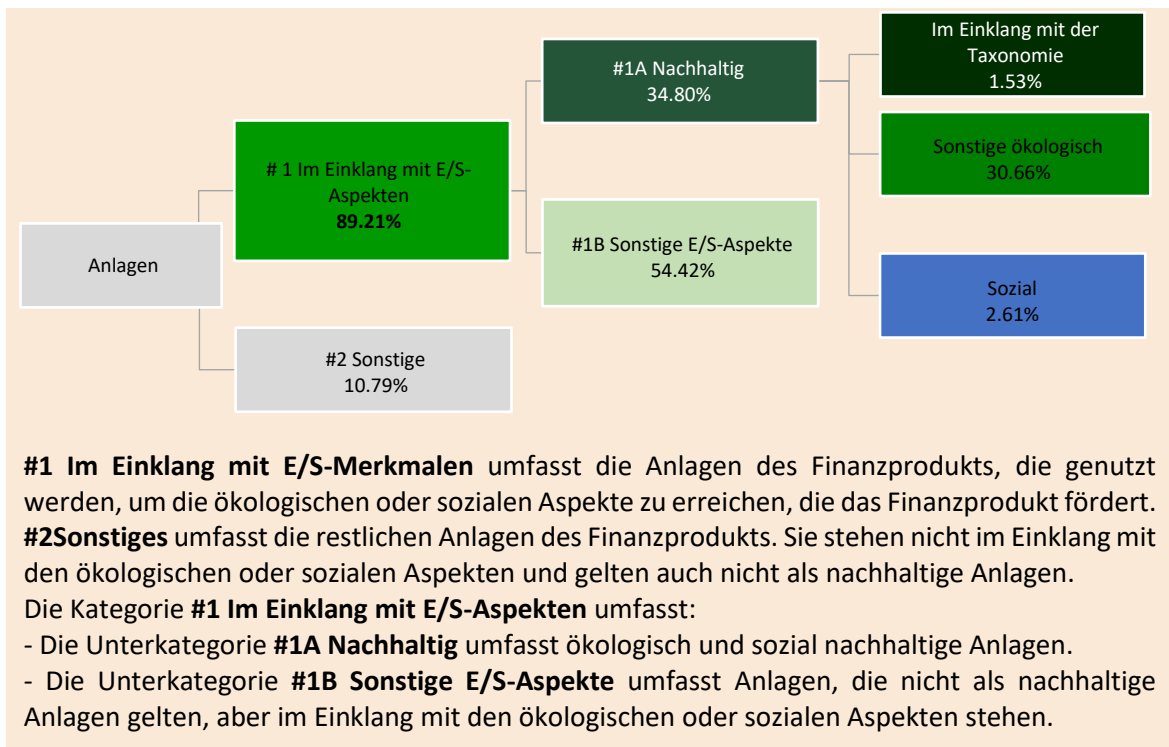 Im Einklang mit der
Taxonomie
1.53%
#1A Nachhaltig
34.80%
Sonstige ökologisch
30.66%
# 1 Im Einklang mit E/S-
Aspekten
89.21%
#1B Sonstige E/S-Aspekte
54.42%
Anlagen
Sozial
2.61%
#2 Sonstige
10.79%
#1 Im Einklang mit E/S-Merkmalen umfasst die Anlagen des Finanzprodukts, die genutzt
werden, um die ökologischen oder sozialen Aspekte zu erreichen, die das Finanzprodukt fördert.
#2Sonstiges umfasst die restlichen Anlagen des Finanzprodukts. Sie stehen nicht im Einklang mit
den ökologischen oder sozialen Aspekten und gelten auch nicht als nachhaltige Anlagen.
Die Kategorie #1 Im Einklang mit E/S-Aspekten umfasst:
- Die Unterkategorie #1A Nachhaltig umfasst ökologisch und sozial nachhaltige Anlagen.
- Die Unterkategorie #1B Sonstige E/S-Aspekte umfasst Anlagen, die nicht als nachhaltige
Anlagen gelten, aber im Einklang mit den ökologischen oder sozialen Aspekten stehen.